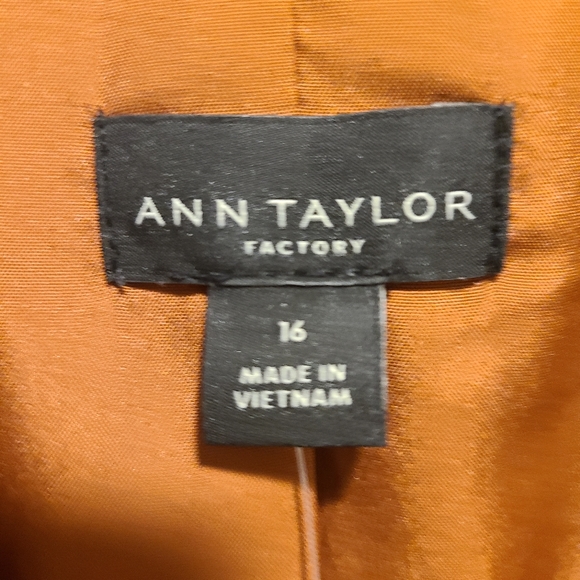 ANN TAYLOR
FACTORY
16
MADE IN
VIETNAM